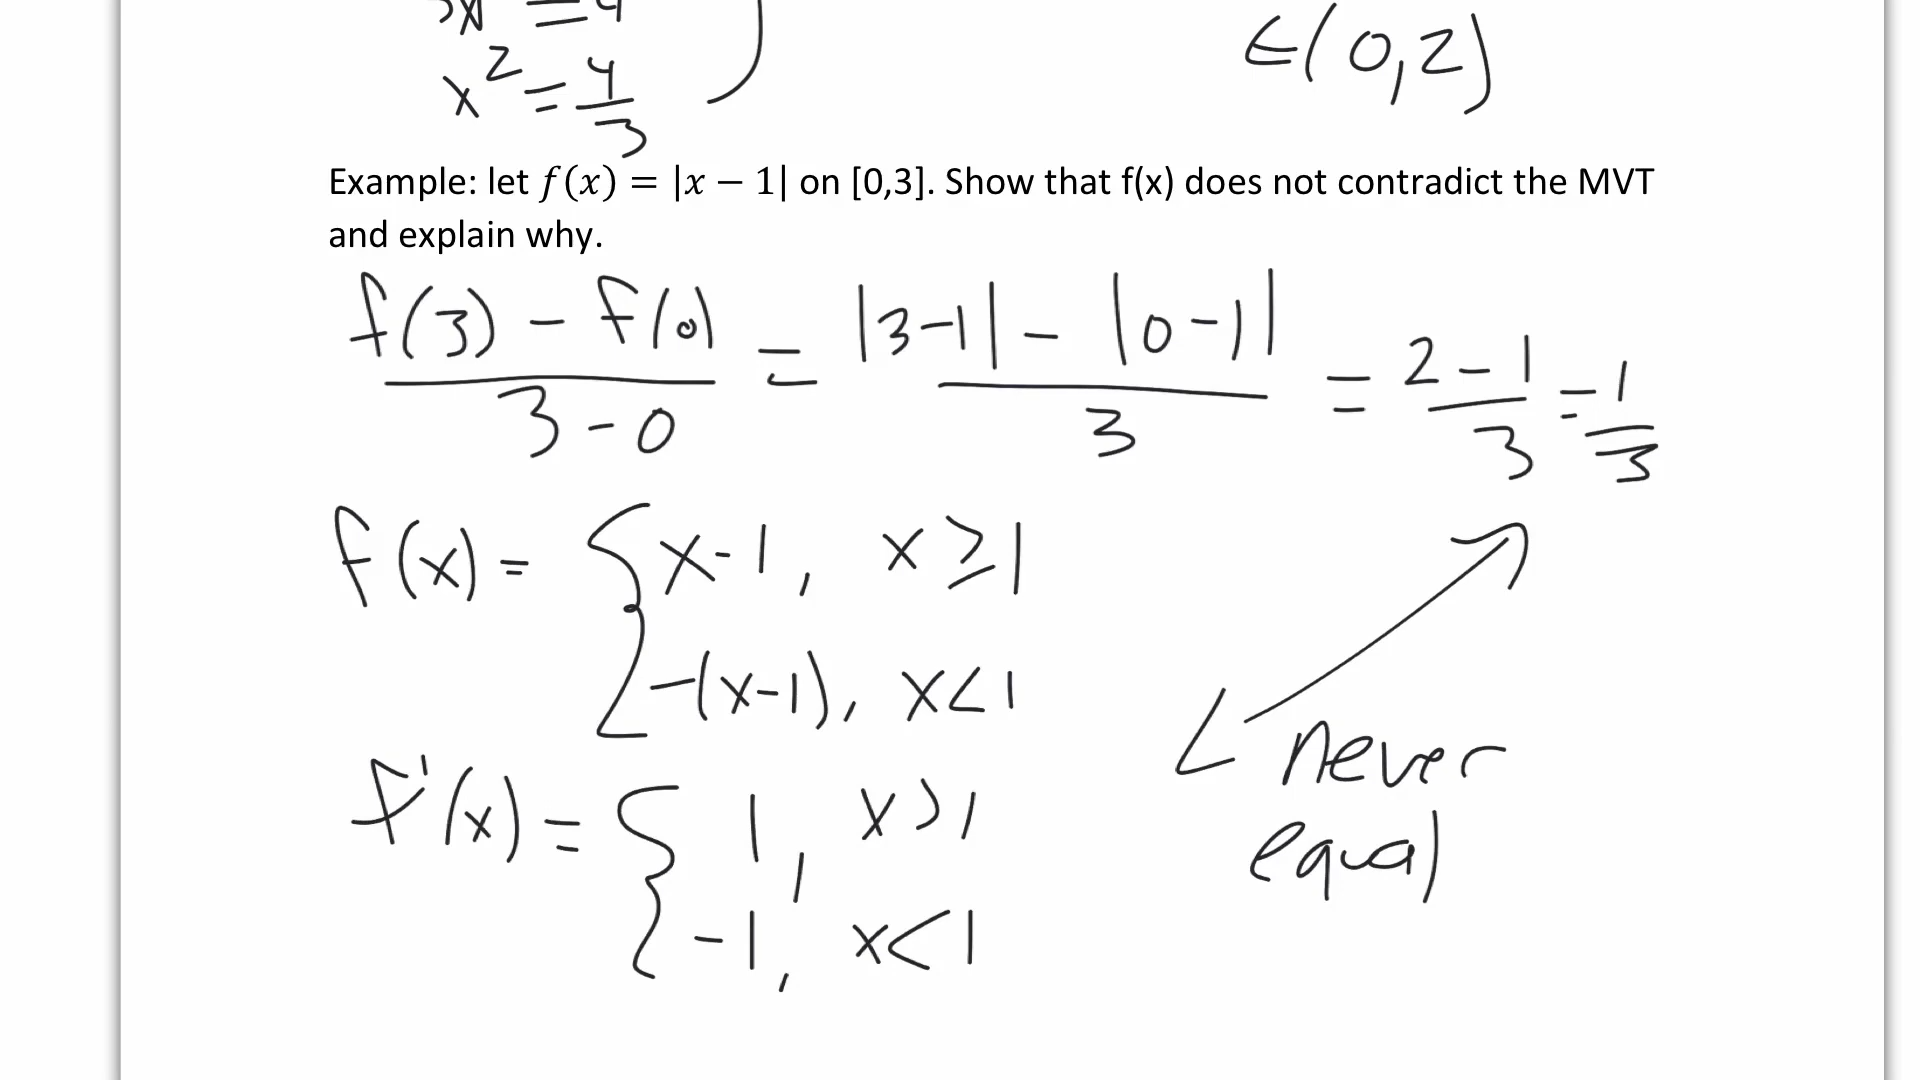 3x² = 4
x² = 4/3
∈(0,2)
Example: let f(x) = |x − 1| on [0,3]. Show that f(x) does not contradict the MVT
and explain why.
f(3) - f(0) / 3-0 = |3-1| - |0-1| / 3 = 2-1 / 3 = 1/3
f(x) = { x-1, x ≥ 1
-(x-1), x<1
f'(x) = { 1, x>1
-1, x<1
never
equal